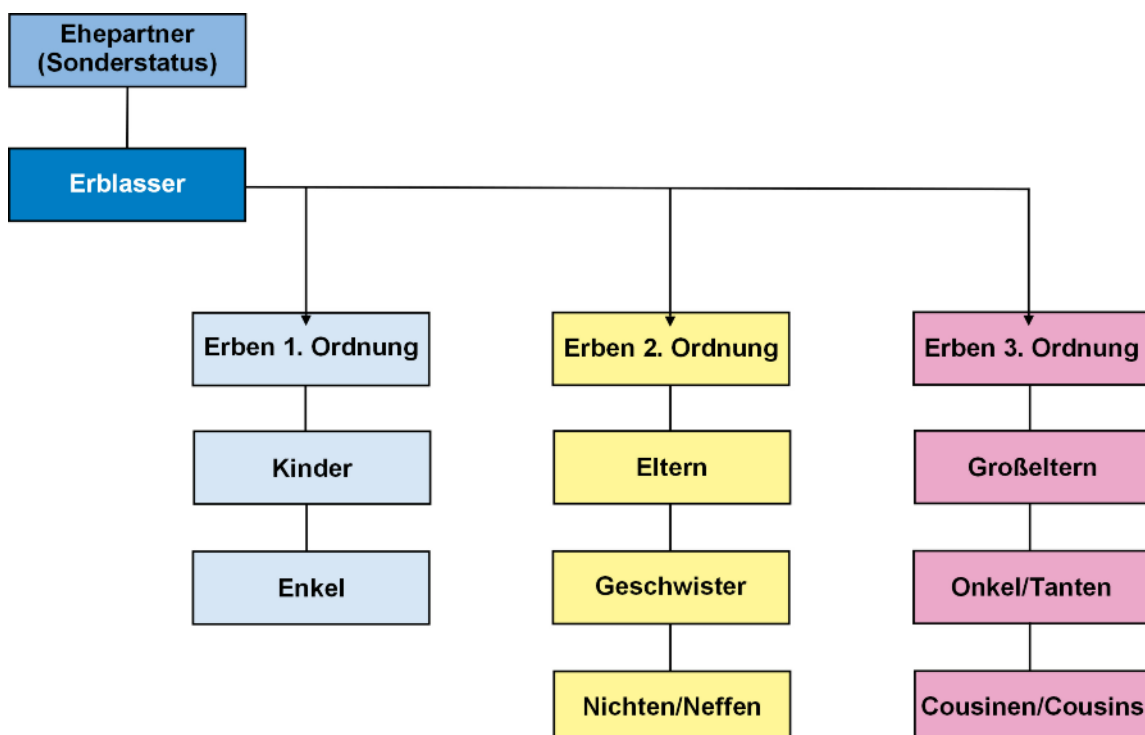 Ehepartner
(Sonderstatus)
Erblasser
Erben 1. Ordnung
Erben 2. Ordnung
Erben 3. Ordnung
Kinder
Eltern
Großeltern
Enkel
Geschwister
Onkel/Tanten
Nichten/Neffen
Cousinen/Cousins